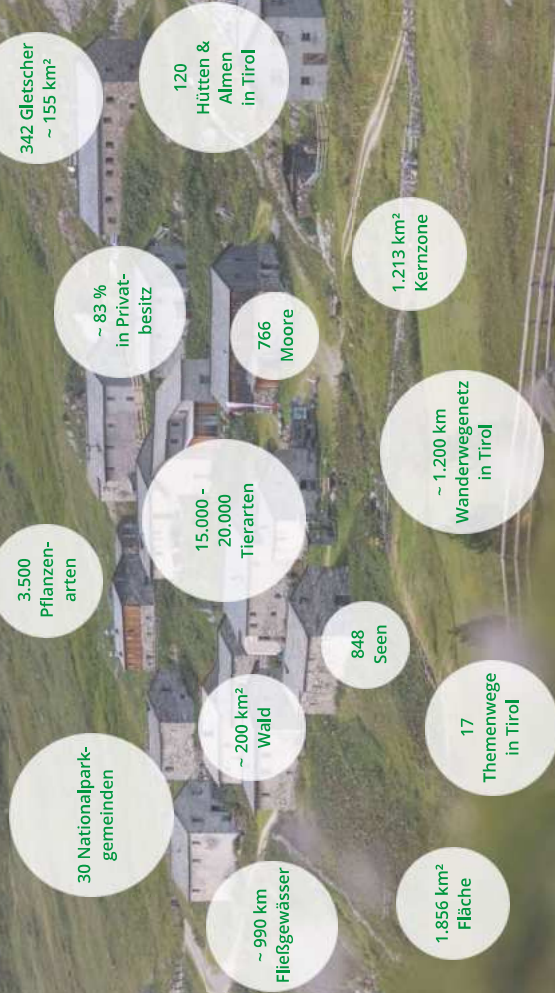 30 Nationalpark-
gemeinden
3.500
Pflanzen-
arten
342 Gletscher
~ 155 km²
~ 83 %
in Privat-
besitz
120
Hütten &
Almen
in Tirol
~ 990 km
Fließgewässer
~ 200 km²
Wald
15.000 -
20.000
Tierarten
766
Moore
848
Seen
1.856 km²
Fläche
17
Themenwege
in Tirol
~ 1.200 km
Wanderwegenetz
in Tirol
1.213 km²
Kernzone